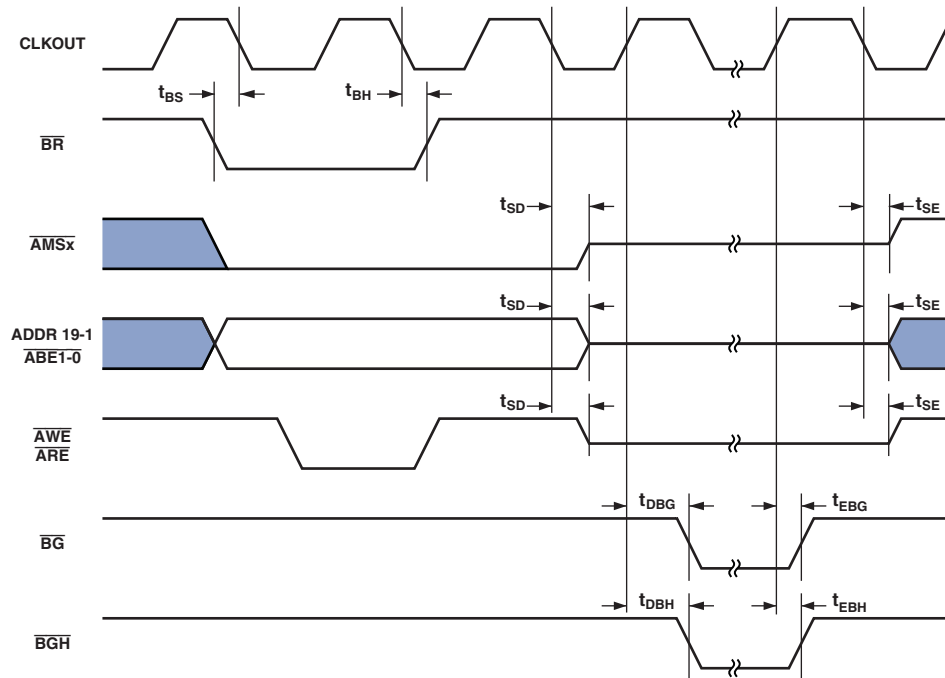 CLKOUT
tBS
tBH
BR
tSD
tSE
AMSx
tSD
tSE
ADDR 19-1
ABE1-0
tSD
tSE
AWE
ARE
tDBG
tEBG
BG
tDBH
tEBH
BGH